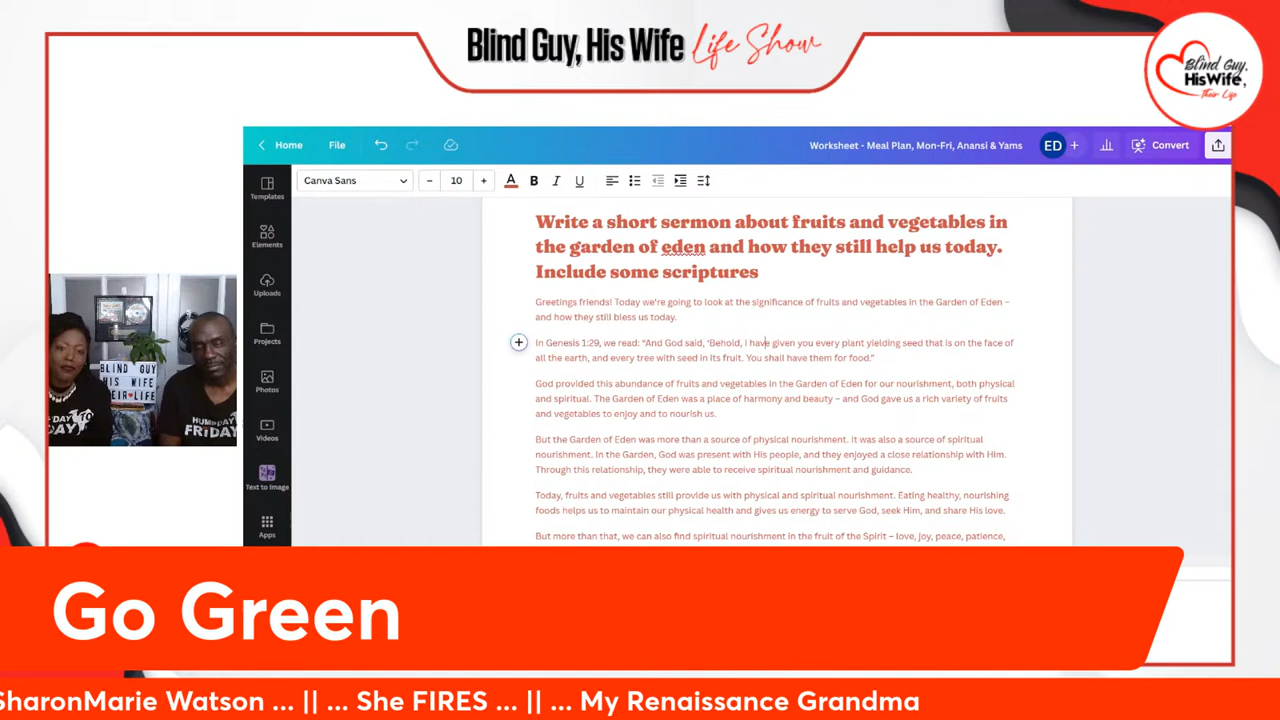 Blind Guy, His Wife Life Show
Blind Guy,
His Wife,
Their Life
Home File Worksheet - Meal Plan, Mon-Fri, Anansi & Yams ED + Convert
Canva Sans − 10 + A B I U
Templates
Elements
Uploads
Projects
Photos
Videos
Text to Image
Apps
Write a short sermon about fruits and vegetables in
the garden of eden and how they still help us today.
Include some scriptures
Greetings friends! Today we're going to look at the significance of fruits and vegetables in the Garden of Eden –
and how they still bless us today.
In Genesis 1:29, we read: “And God said, ‘Behold, I have given you every plant yielding seed that is on the face of
all the earth, and every tree with seed in its fruit. You shall have them for food.”
God provided this abundance of fruits and vegetables in the Garden of Eden for our nourishment, both physical
and spiritual. The Garden of Eden was a place of harmony and beauty – and God gave us a rich variety of fruits
and vegetables to enjoy and to nourish us.
But the Garden of Eden was more than a source of physical nourishment. It was also a source of spiritual
nourishment. In the Garden, God was present with His people, and they enjoyed a close relationship with Him.
Through this relationship, they were able to receive spiritual nourishment and guidance.
Today, fruits and vegetables still provide us with physical and spiritual nourishment. Eating healthy, nourishing
foods helps us to maintain our physical health and gives us energy to serve God, seek Him, and share His love.
But more than that, we can also find spiritual nourishment in the fruit of the Spirit – love, joy, peace, patience,
BLIND GUY
HIS WIFE
Go Green
SharonMarie Watson ... || ... She FIRES ... || ... My Renaissance Grandma